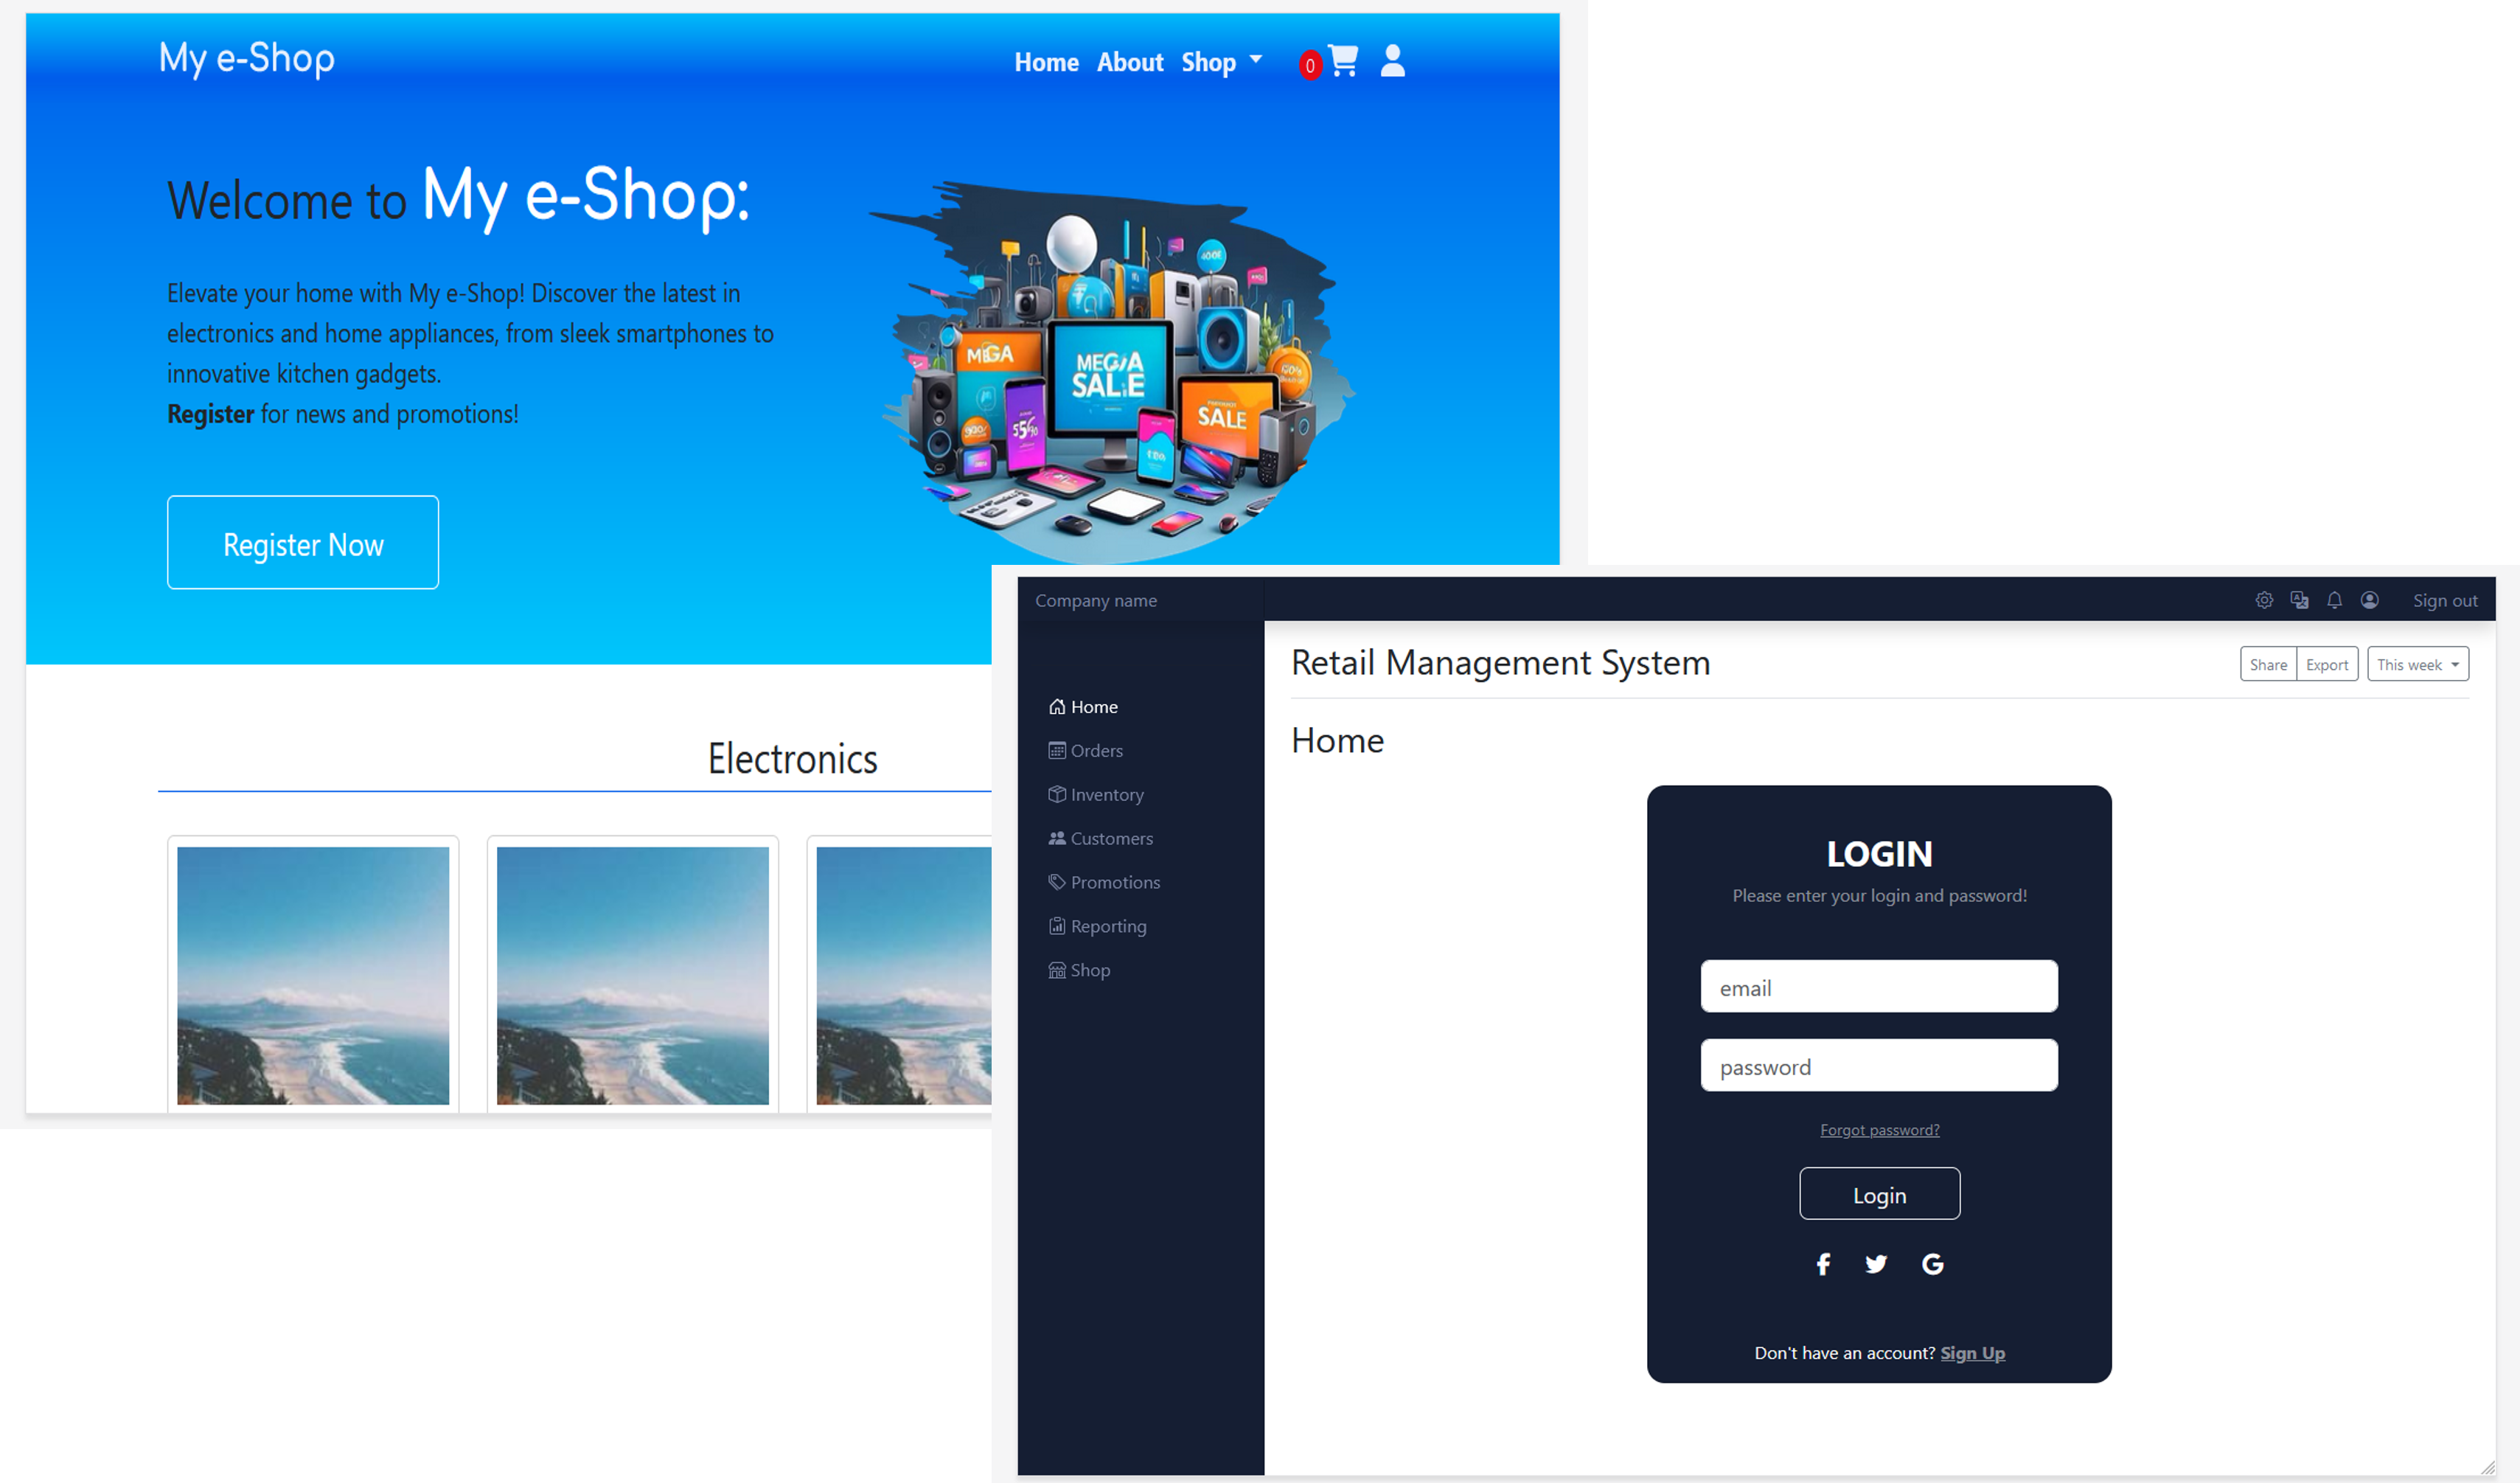 My e-Shop
Home About Shop
0
Welcome to My e-Shop:
Elevate your home with My e-Shop! Discover the latest in
electronics and home appliances, from sleek smartphones to
innovative kitchen gadgets.
Register for news and promotions!
Register Now
SALE
Electronics
Company name
Sign out
Retail Management System
Share Export This week
Home
Orders
Inventory
Customers
Promotions
Reporting
Shop
Home
LOGIN
Please enter your login and password!
email
password
Forgot password?
Login
Don't have an account? Sign Up